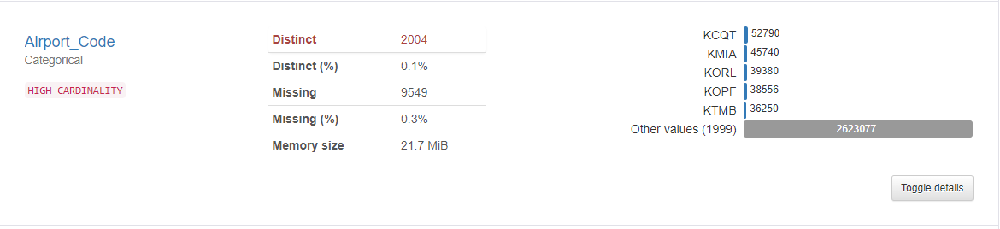 Airport_Code
Categorical
HIGH CARDINALITY
Distinct 2004
Distinct (%) 0.1%
Missing 9549
Missing (%) 0.3%
Memory size 21.7 MiB
KCQT 52790
KMIA 45740
KORL 39380
KOPF 38556
KTMB 36250
Other values (1999) 2623077
Toggle details